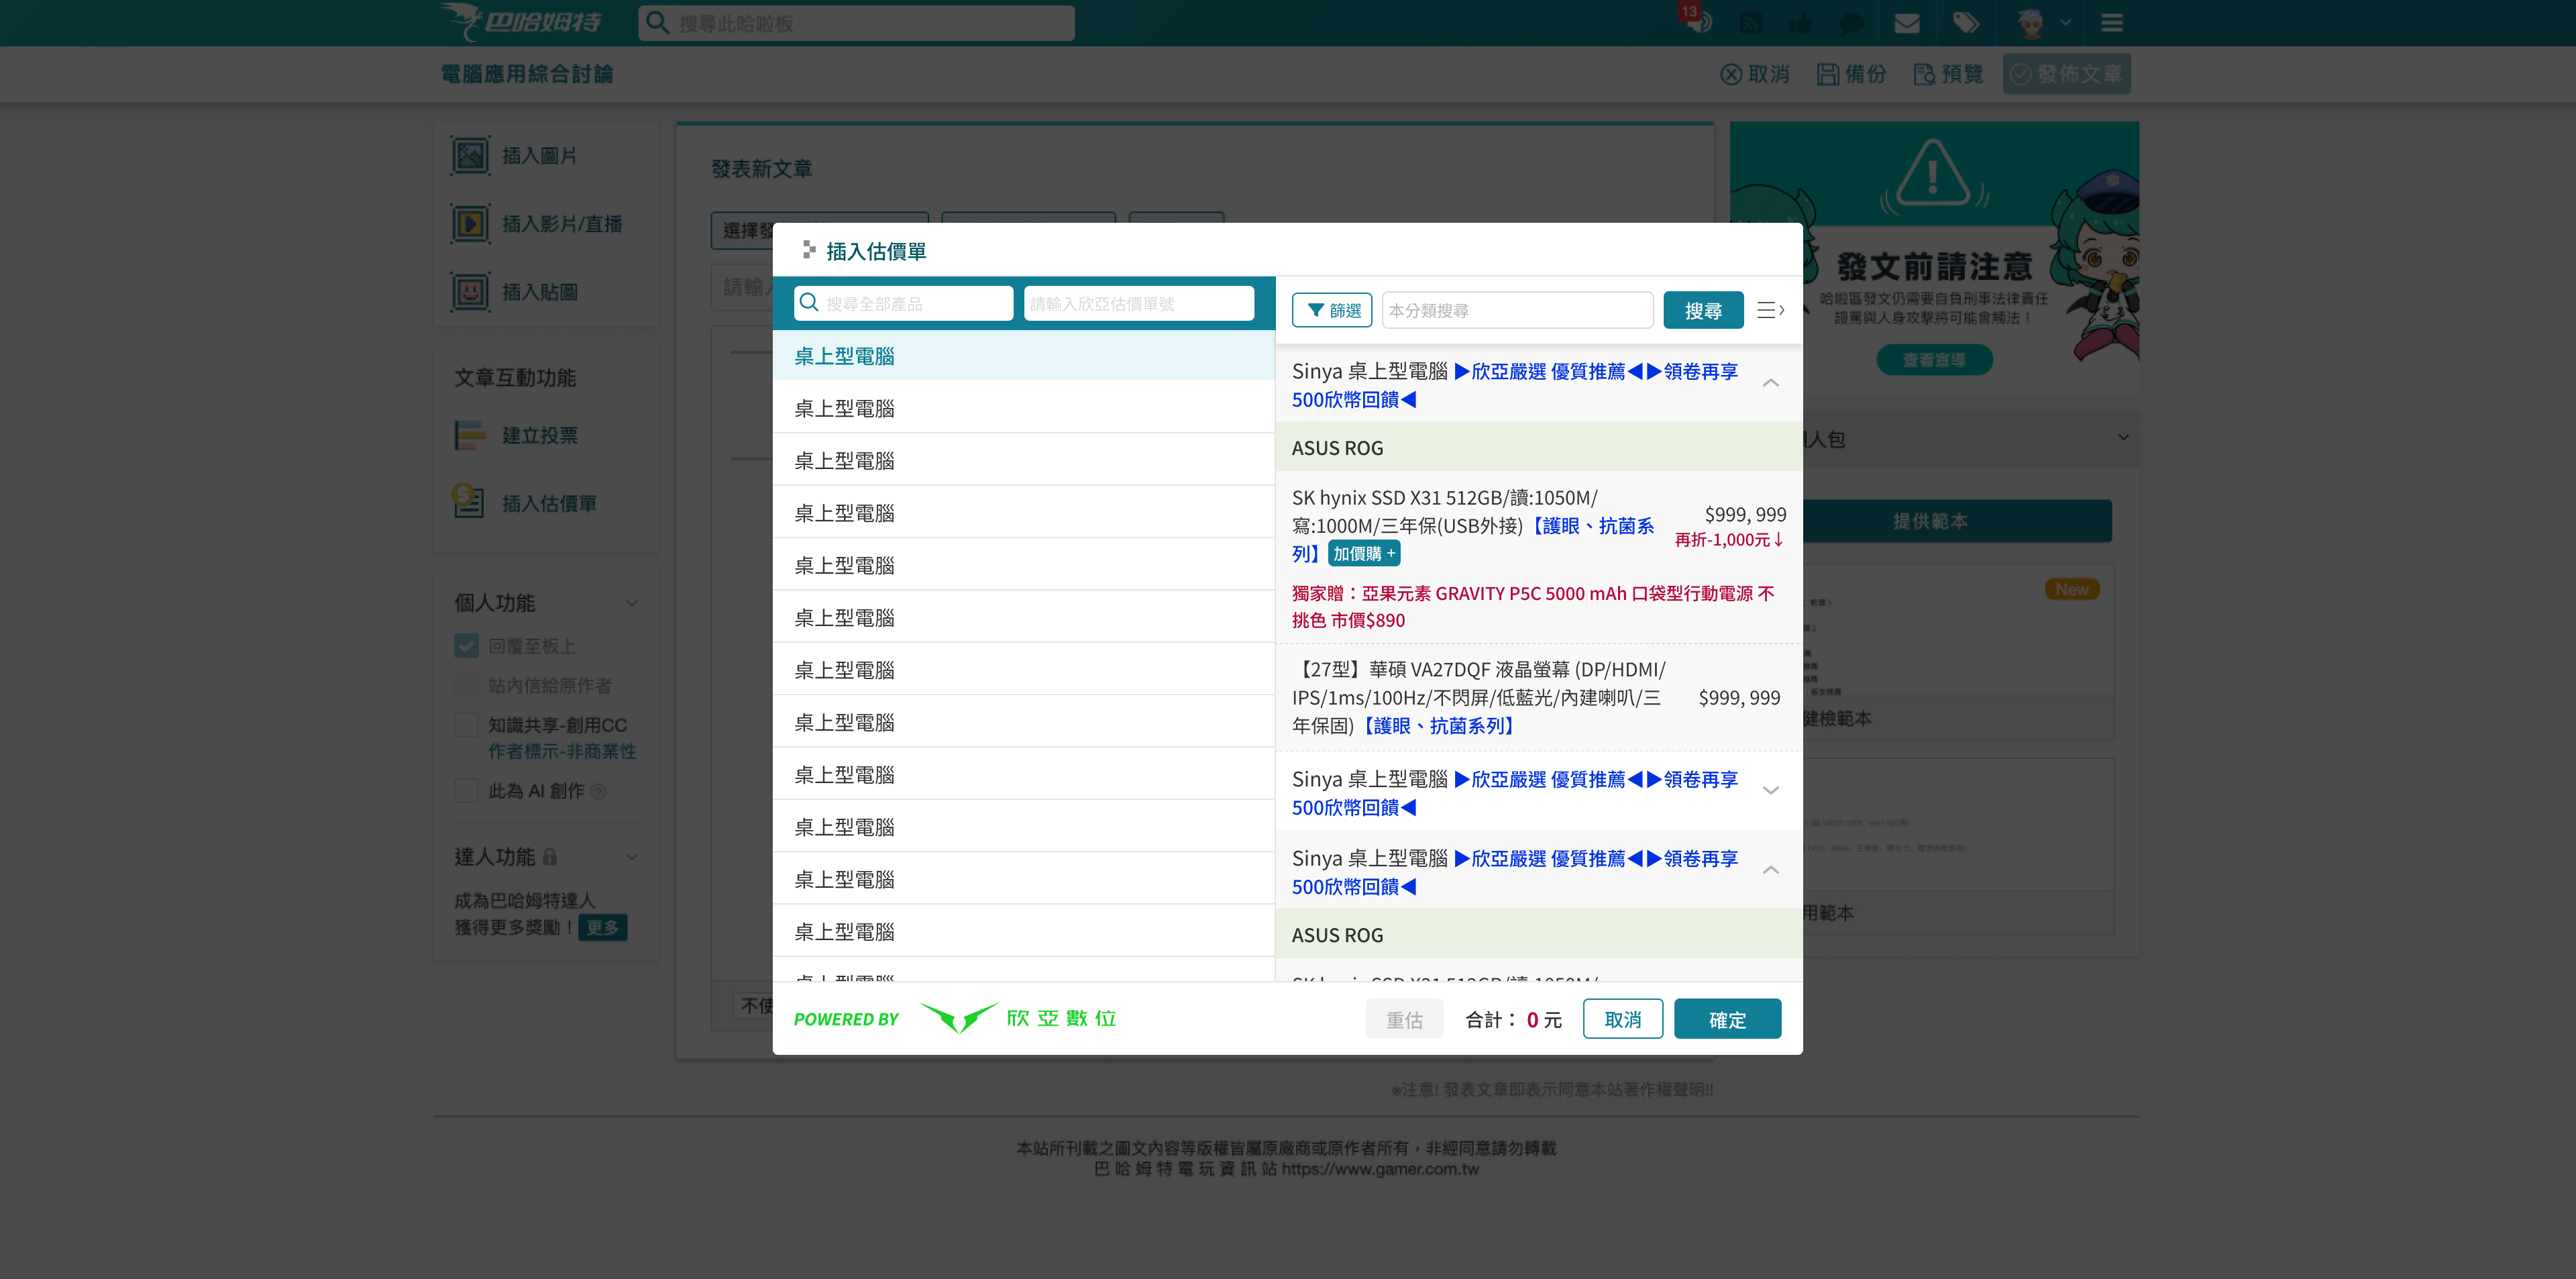 巴哈姆特
搜尋此哈啦板
13
電腦應用綜合討論
取消
備份
預覽
發佈文章
插入圖片
插入影片/直播
插入貼圖
文章互動功能
建立投票
插入估價單
個人功能
回覆至板上
站內信給原作者
知識共享-創用CC
作者標示-非商業性
此為 AI 創作
達人功能
成為巴哈姆特達人
獲得更多獎勵！ 更多
發表新文章
選擇發
請輸入
不使
插入估價單
搜尋全部產品
請輸入欣亞估價單號
桌上型電腦
桌上型電腦
桌上型電腦
桌上型電腦
桌上型電腦
桌上型電腦
桌上型電腦
桌上型電腦
桌上型電腦
桌上型電腦
桌上型電腦
桌上型電腦
桌上型電腦
篩選
本分類搜尋
搜尋
Sinya 桌上型電腦 ▶欣亞嚴選 優質推薦◀▶領卷再享
500欣幣回饋◀
ASUS ROG
SK hynix SSD X31 512GB/讀:1050M/
寫:1000M/三年保(USB外接)【護眼、抗菌系
列】 加價購 +
$999, 999
再折-1,000元↓
獨家贈：亞果元素 GRAVITY P5C 5000 mAh 口袋型行動電源 不
挑色 市價$890
【27型】華碩 VA27DQF 液晶螢幕 (DP/HDMI/
IPS/1ms/100Hz/不閃屏/低藍光/內建喇叭/三
年保固)【護眼、抗菌系列】
$999, 999
Sinya 桌上型電腦 ▶欣亞嚴選 優質推薦◀▶領卷再享
500欣幣回饋◀
Sinya 桌上型電腦 ▶欣亞嚴選 優質推薦◀▶領卷再享
500欣幣回饋◀
ASUS ROG
SK hynix SSD X31 512GB/讀:1050M/
POWERED BY 欣亞數位
重估
合計： 0 元
取消
確定
發文前請注意
哈啦區發文仍需要自負刑事法律責任
謾罵與人身攻擊將可能會觸法！
查看宣導
人包
提供範本
New
健檢範本
用範本
※注意! 發表文章即表示同意本站著作權聲明!!
本站所刊載之圖文內容等版權皆屬原廠商或原作者所有，非經同意請勿轉載
巴哈姆特電玩資訊站 https://www.gamer.com.tw